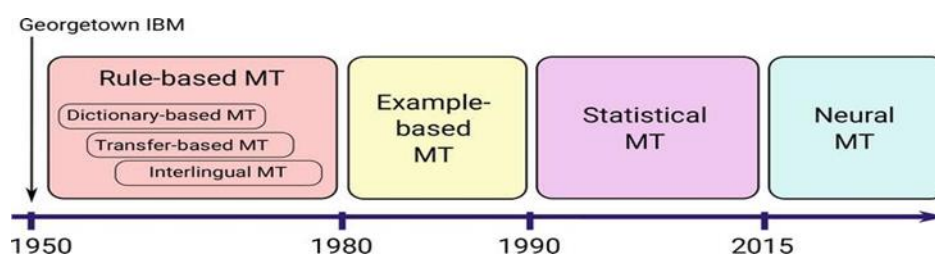 Georgetown IBM
Rule-based MT
Dictionary-based MT
Transfer-based MT
Interlingual MT
Example-
based
MT
Statistical
MT
Neural
MT
1950
1980
1990
2015